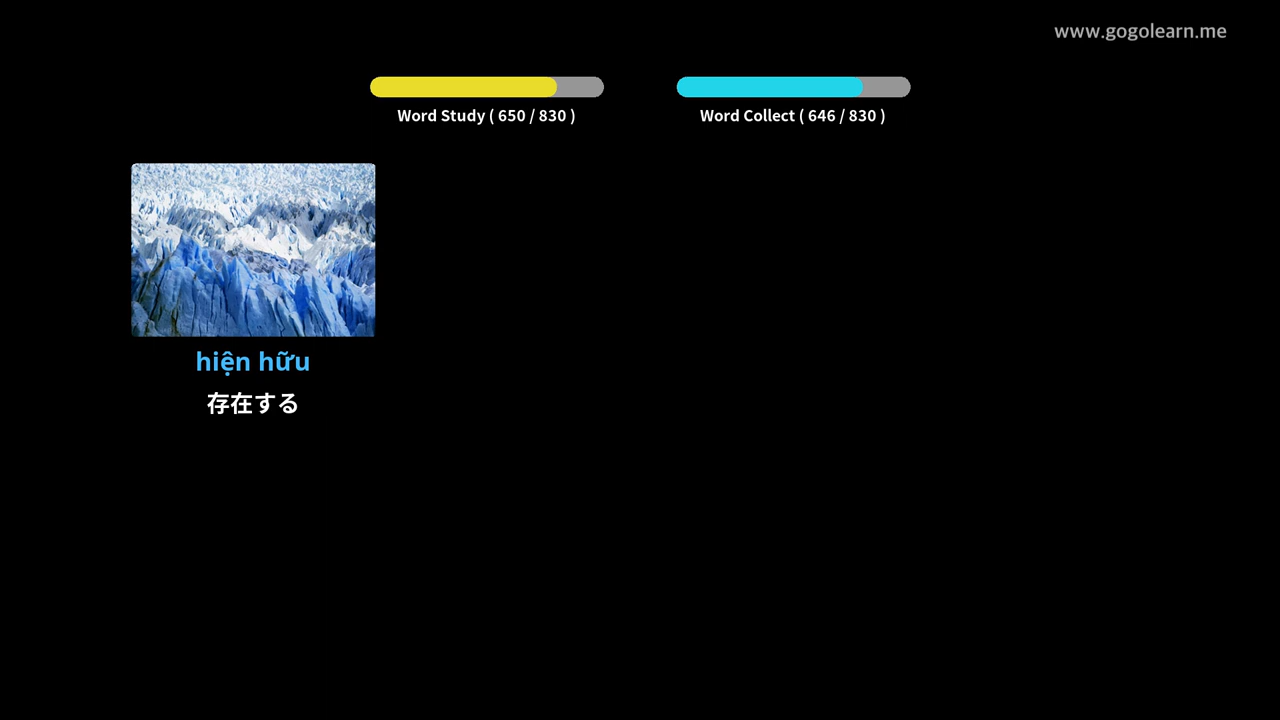 www.gogolearn.me
Word Study ( 650 / 830 )
Word Collect ( 646 / 830 )
hiện hữu
存在する